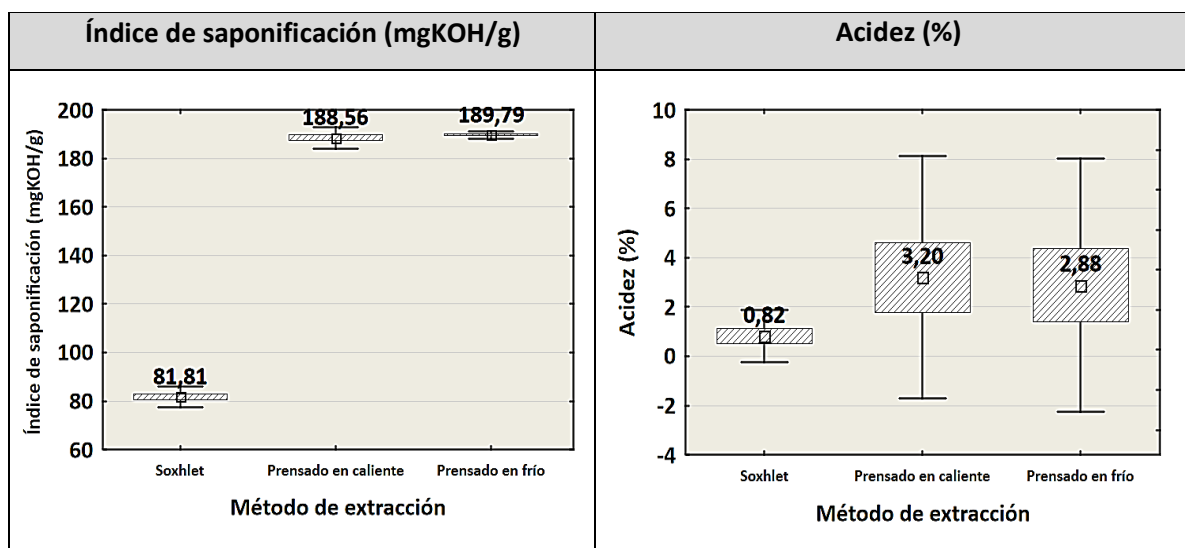 Índice de saponificación (mgKOH/g)
Acidez (%)
Índice de saponificación (mgKOH/g)
200
180
160
140
120
100
80
60
188,56
189,79
81,81
Soxhlet
Prensado en caliente
Prensado en frío
Método de extracción
Acidez (%)
10
8
6
4
2
0
-2
-4
3,20
2,88
0,82
Soxhlet
Prensado en caliente
Prensado en frío
Método de extracción